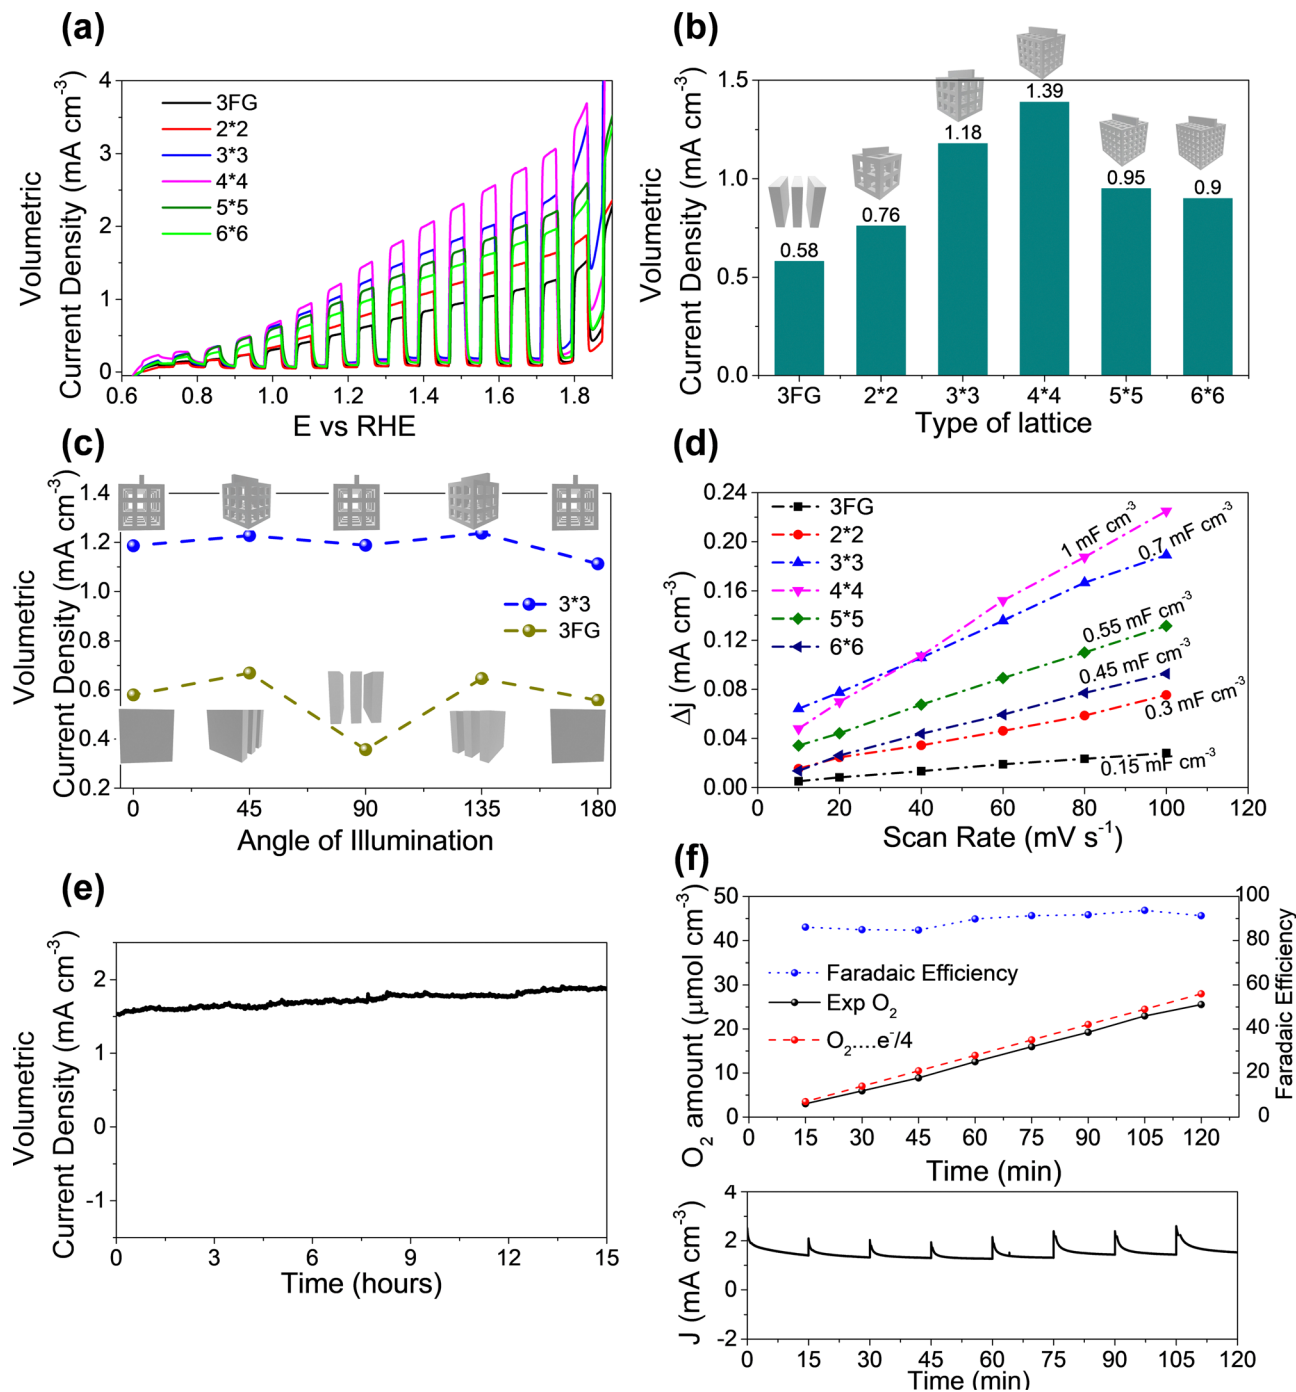 (a)
Volumetric
Current Density (mA cm⁻³)
4
3
2
1
0
3FG
2*2
3*3
4*4
5*5
6*6
0.6 0.8 1.0 1.2 1.4 1.6 1.8
E vs RHE
(b)
Volumetric
Current Density (mA cm⁻³)
1.5
1.0
0.5
0.0
0.58
0.76
1.18
1.39
0.95
0.9
3FG 2*2 3*3 4*4 5*5 6*6
Type of lattice
(c)
Volumetric
Current Density (mA cm⁻³)
1.4
1.2
1.0
0.8
0.6
0.4
0.2
3*3
3FG
0 45 90 135 180
Angle of Illumination
(d)
Δj (mA cm⁻³)
0.24
0.20
0.16
0.12
0.08
0.04
0.00
3FG
2*2
3*3
4*4
5*5
6*6
1 mF cm⁻³
0.7 mF cm⁻³
0.55 mF cm⁻³
0.45 mF cm⁻³
0.3 mF cm⁻³
0.15 mF cm⁻³
0 20 40 60 80 100 120
Scan Rate (mV s⁻¹)
(e)
Volumetric
Current Density (mA cm⁻³)
2
1
0
-1
0 3 6 9 12 15
Time (hours)
(f)
O₂ amount (μmol cm⁻³)
50
40
30
20
10
0
Faradaic Efficiency
Exp O₂
O₂....e⁻/4
100
80
60
40
20
0
Faradaic Efficiency
0 15 30 45 60 75 90 105 120
Time (min)
J (mA cm⁻³)
4
2
0
-2
0 15 30 45 60 75 90 105 120
Time (min)